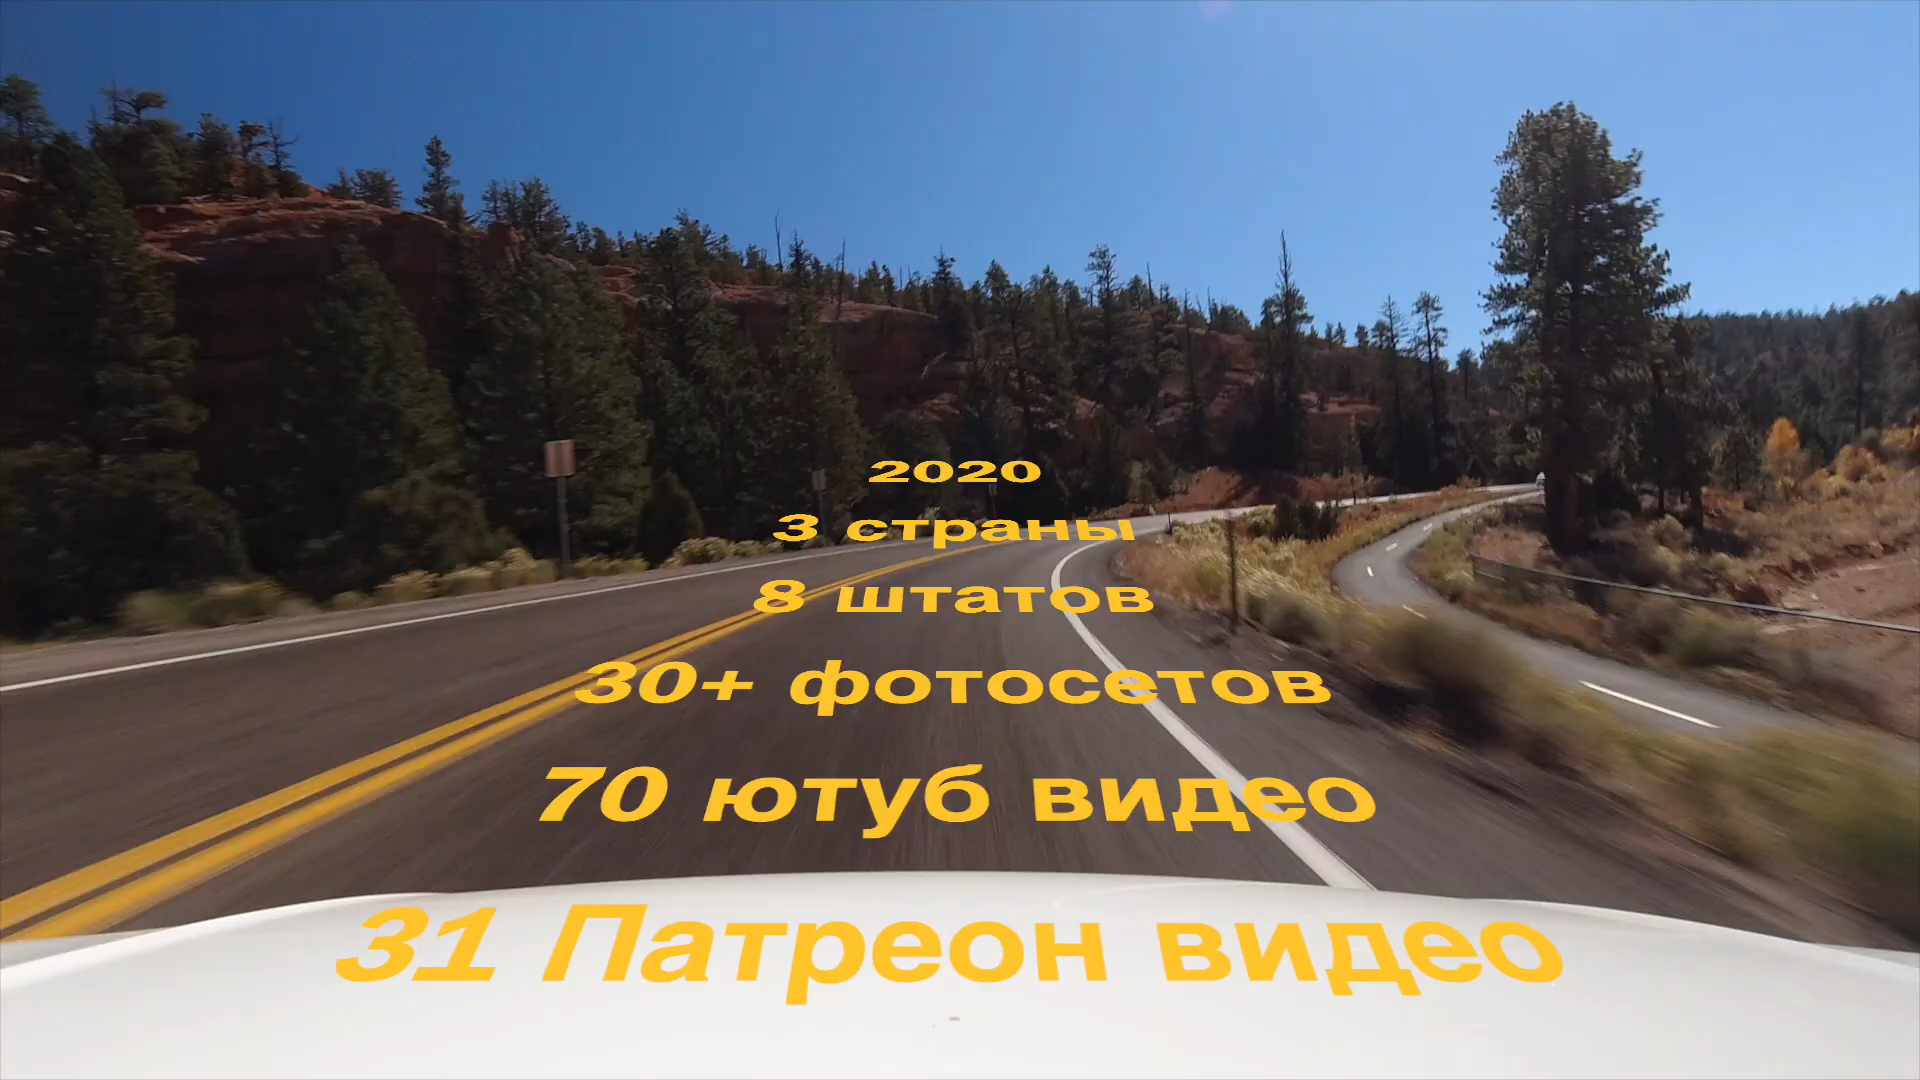 2020
3 страны
8 штатов
30+ фотосетов
70 ютуб видео
31 Патреон видео